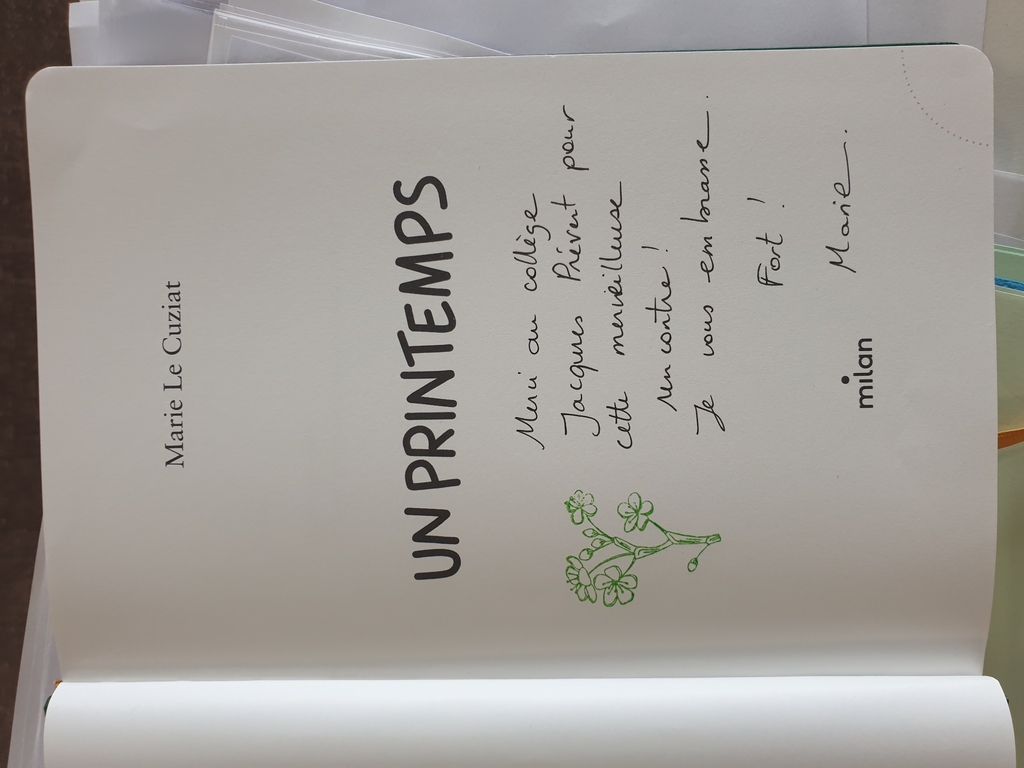 Marie Le Cuziat
UN PRINTEMPS
Merci au collège
Jacques Prévert pour
cette merveilleuse
rencontre !
Je vous embrasse.
Fort !
Marie.
milan